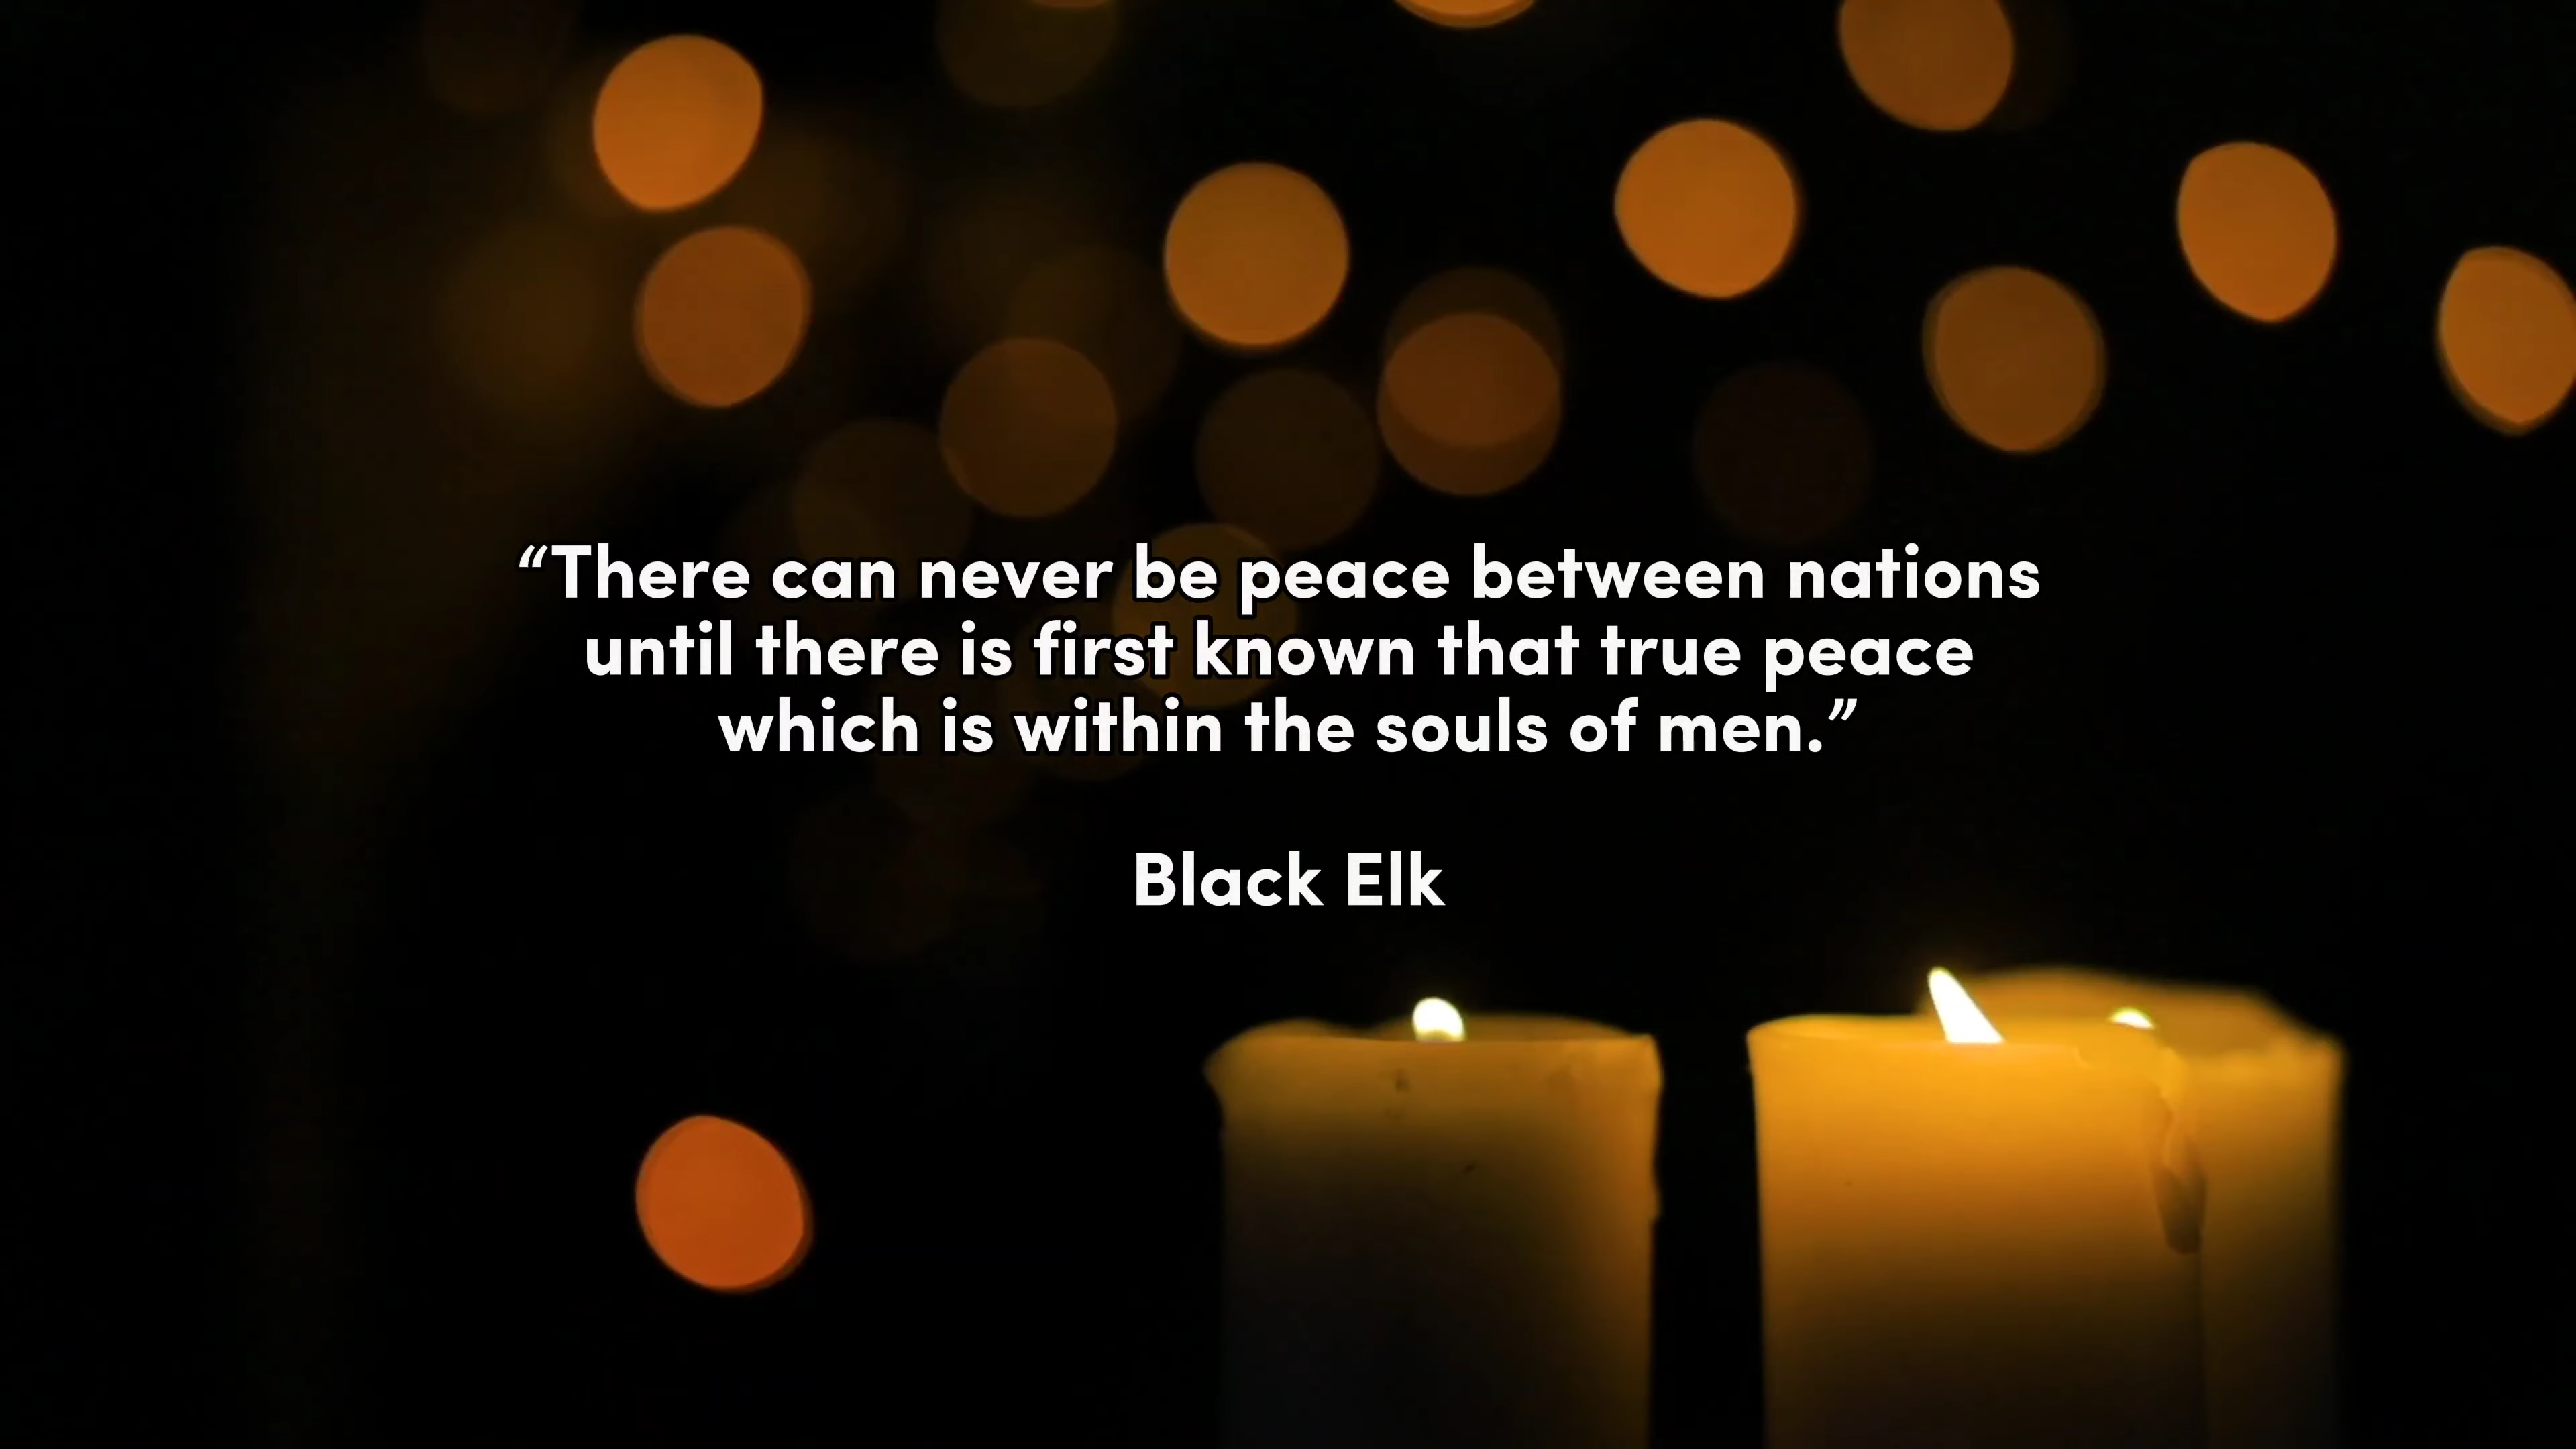 “There can never be peace between nations
until there is first known that true peace
which is within the souls of men.”
Black Elk